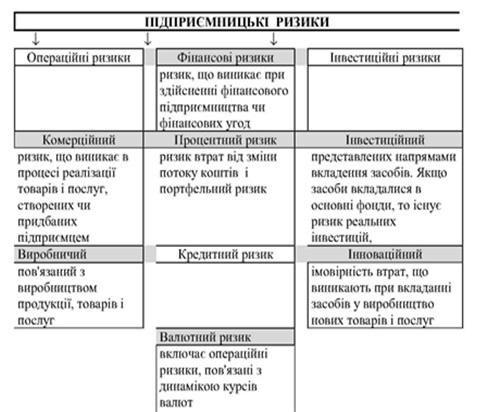 ПІДПРИЄМНИЦЬКІ РИЗИКИ
Операційні ризики
Фінансові ризики
Інвестиційні ризики
ризик, що виникає при
здійсненні фінансового
підприємництва чи
фінансових угод
Комерційний
Процентний ризик
Інвестиційний
ризик, що виникає в
процесі реалізації
товарів і послуг,
створених чи
придбаних
підприємцем
ризик втрат від зміни
потоку коштів і
портфельний ризик
представлених напрямами
вкладення засобів. Якщо
засоби вкладалися в
основні фонди, то існує
ризик реальних
інвестицій,
Виробничий
Кредитний ризик
Інноваційний
пов'язаний з
виробництвом
продукції, товарів і
послуг
імовірність втрат, що
виникають при вкладанні
засобів у виробництво
нових товарів і послуг
Валютний ризик
включає операційні
ризики, пов'язані з
динамікою курсів
валют